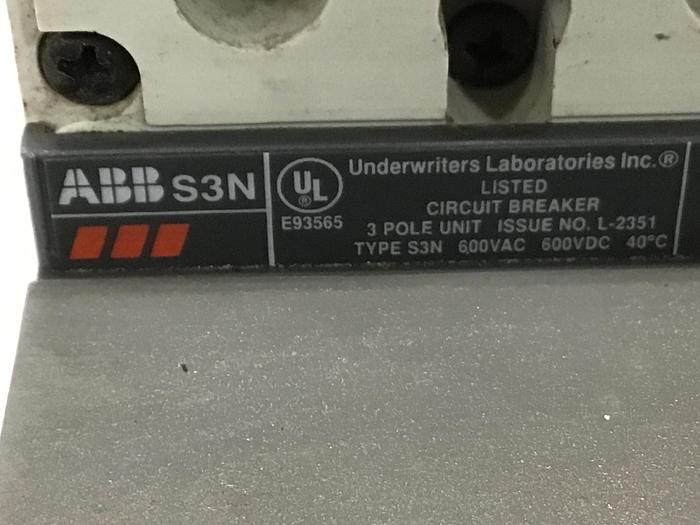 ABB S3N
UL
®
E93565
Underwriters Laboratories Inc.®
LISTED
CIRCUIT BREAKER
3 POLE UNIT ISSUE NO. L-2351
TYPE S3N 600VAC 600VDC 40°C